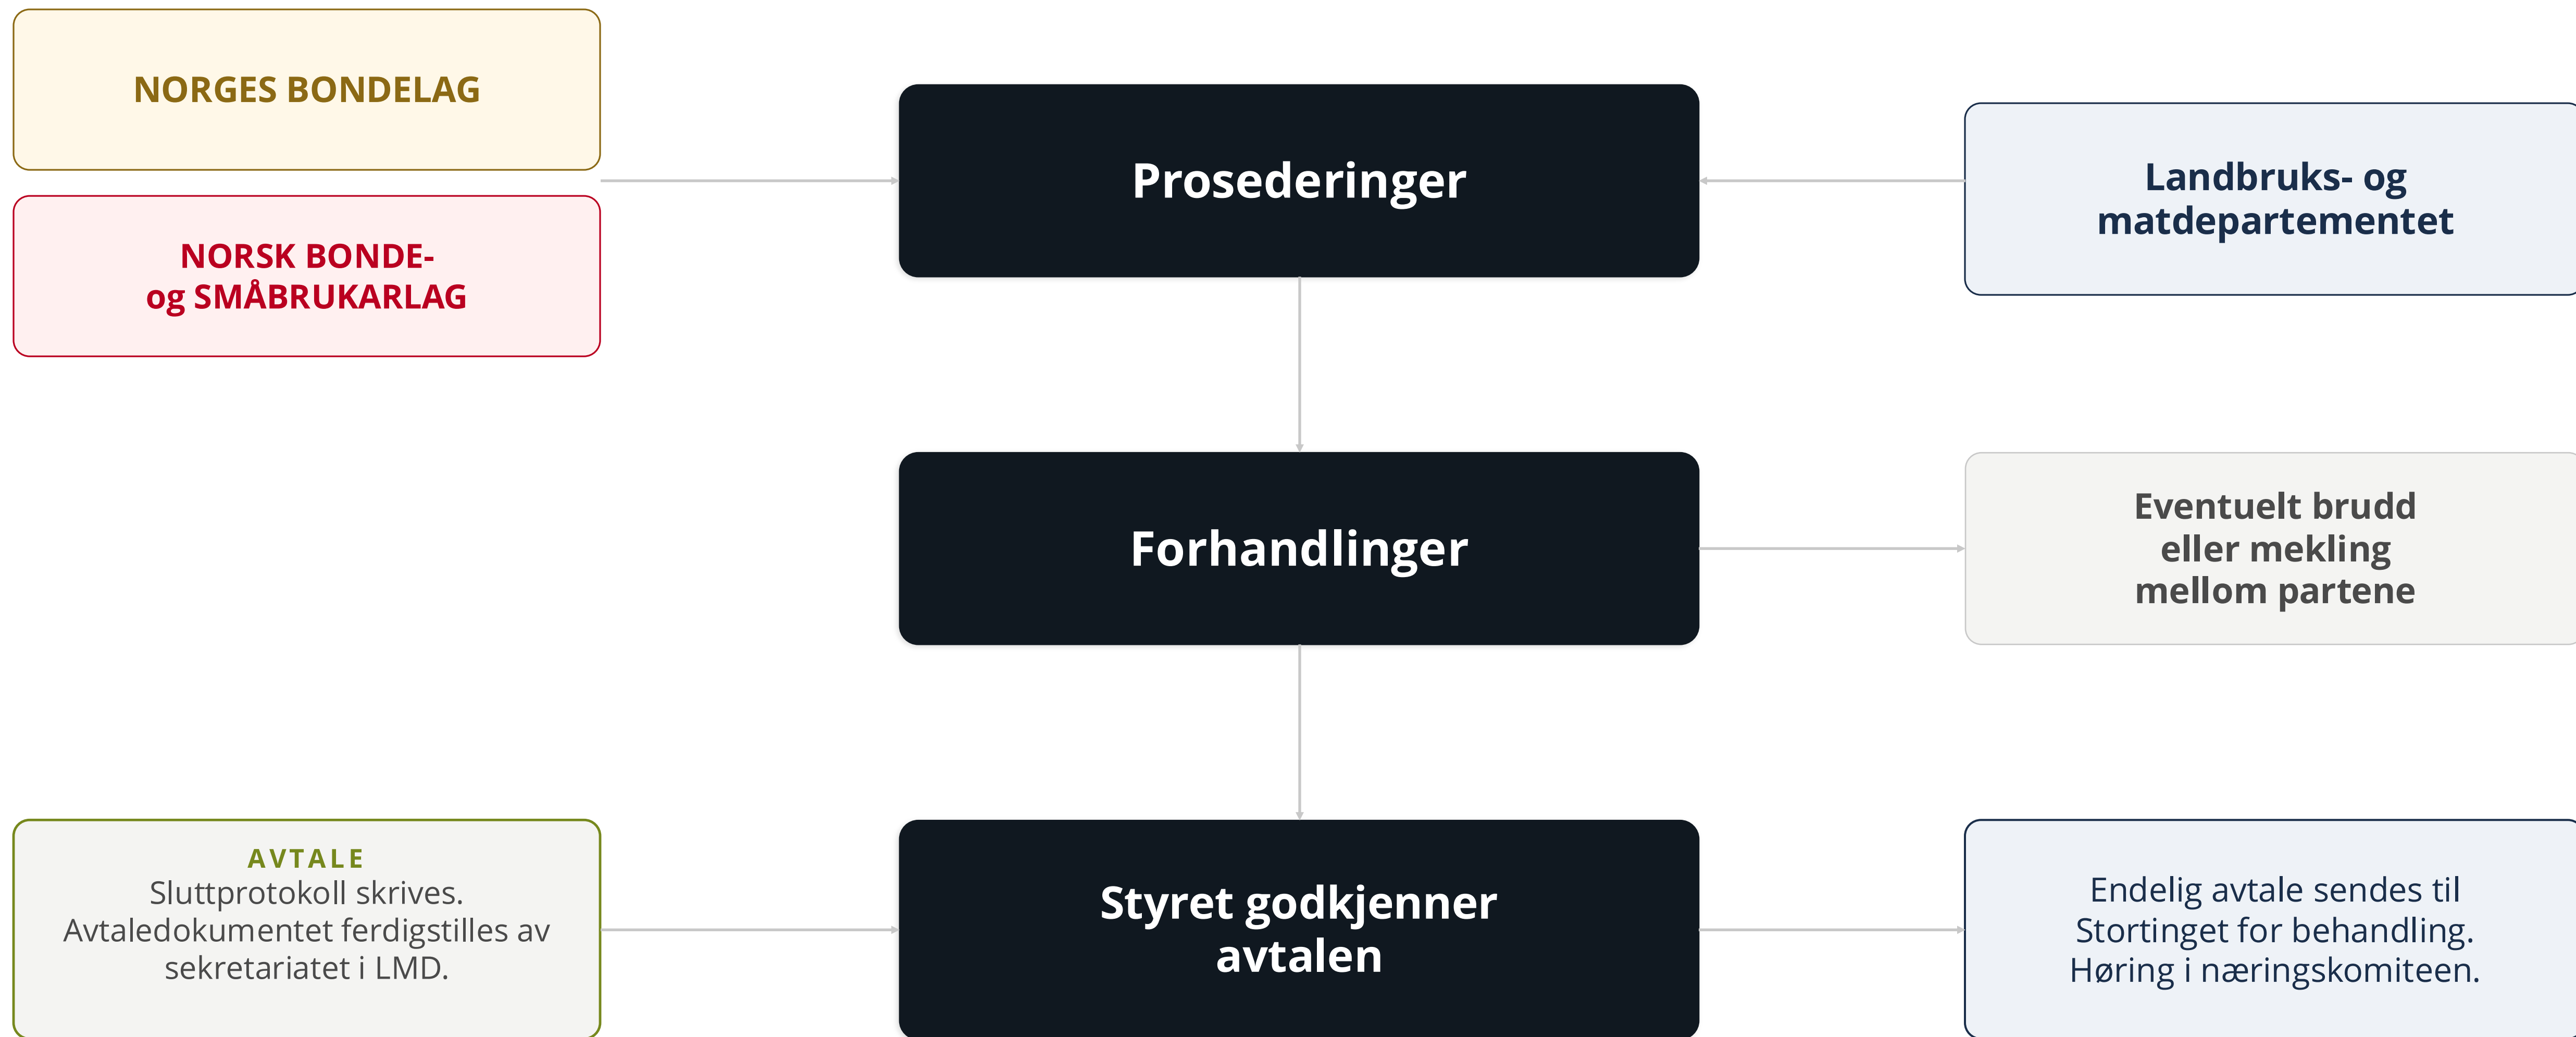 NORGES BONDELAG
NORSK BONDE-
og SMÅBRUKARLAG
Prosederinger
Landbruks- og
matdepartementet
Forhandlinger
Eventuelt brudd
eller mekling
mellom partene
AVTALE
Sluttprotokoll skrives.
Avtaledokumentet ferdigstilles av
sekretariatet i LMD.
Styret godkjenner
avtalen
Endelig avtale sendes til
Stortinget for behandling.
Høring i næringskomiteen.